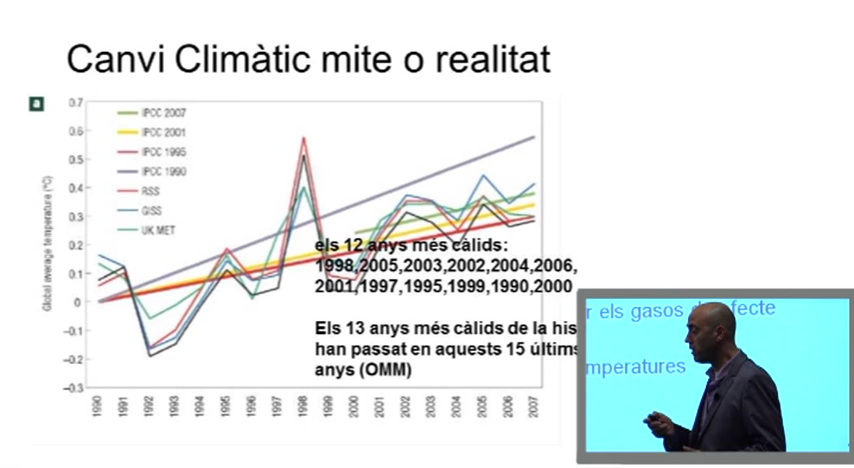 Canvi Climàtic mite o realitat
a
0.7
0.6
0.5
0.4
0.3
0.2
0.1
0
−0.1
−0.2
−0.3
Global average temperature (°C)
IPCC 2007
IPCC 2001
IPCC 1995
IPCC 1990
RSS
GISS
UK MET
els 12 anys més càlids:
1998,2005,2003,2002,2004,2006,
2001,1997,1995,1999,1990,2000
Els 13 anys més càlids de la his
han passat en aquests 15 últims
anys (OMM)
1990 1991 1992 1993 1994 1995 1996 1997 1998 1999 2000 2001 2002 2003 2004 2005 2006 2007
r els gasos
fecte
mperatures